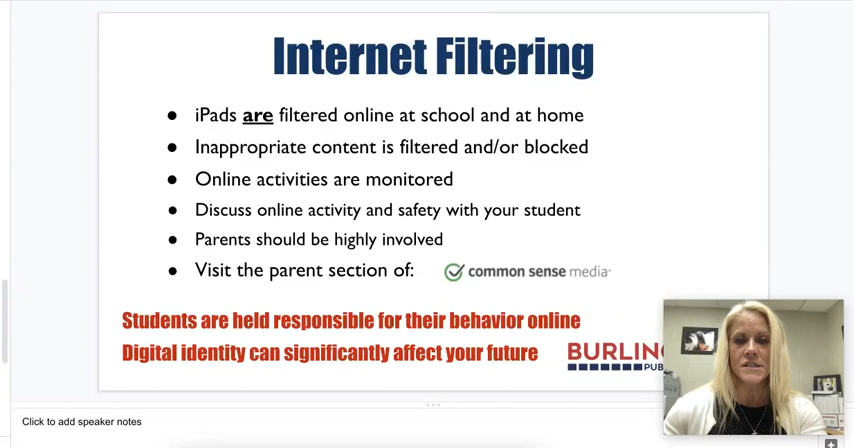 Internet Filtering
● iPads are filtered online at school and at home
● Inappropriate content is filtered and/or blocked
● Online activities are monitored
● Discuss online activity and safety with your student
● Parents should be highly involved
● Visit the parent section of: common sense media
Students are held responsible for their behavior online
Digital identity can significantly affect your future
Click to add speaker notes